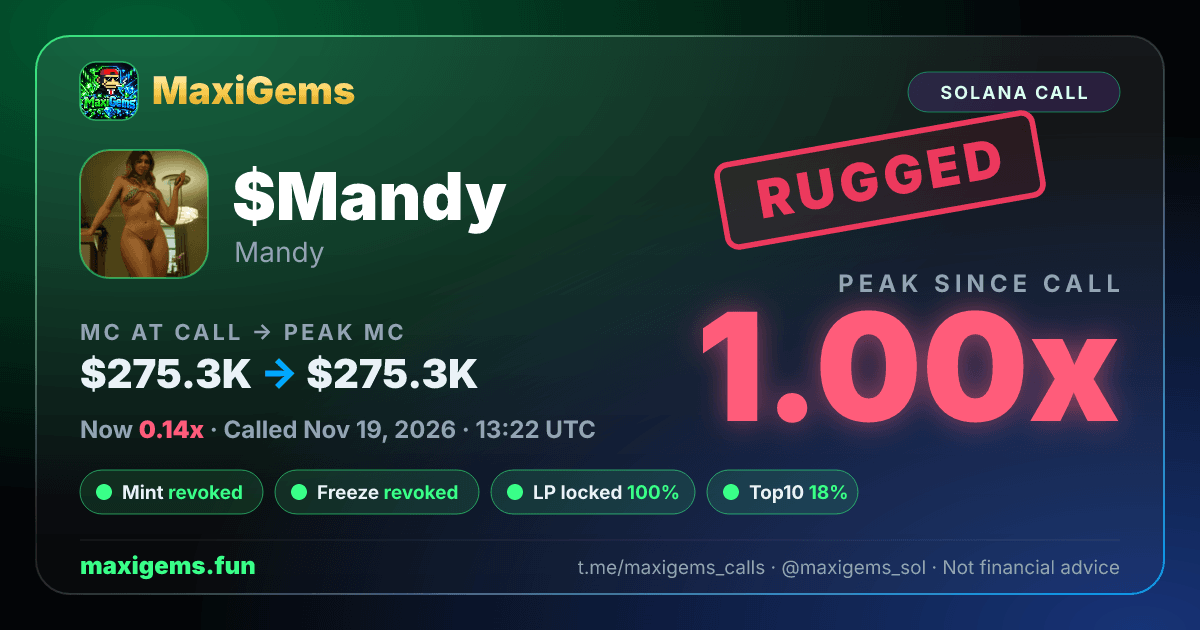 MaxiGems
MaxiGems
SOLANA CALL
RUGGED
$Mandy
Mandy
PEAK SINCE CALL
1.00x
MC AT CALL → PEAK MC
$275.3K → $275.3K
Now 0.14x · Called Nov 19, 2026 · 13:22 UTC
Mint revoked
Freeze revoked
LP locked 100%
Top10 18%
maxigems.fun
t.me/maxigems_calls · @maxigems_sol · Not financial advice